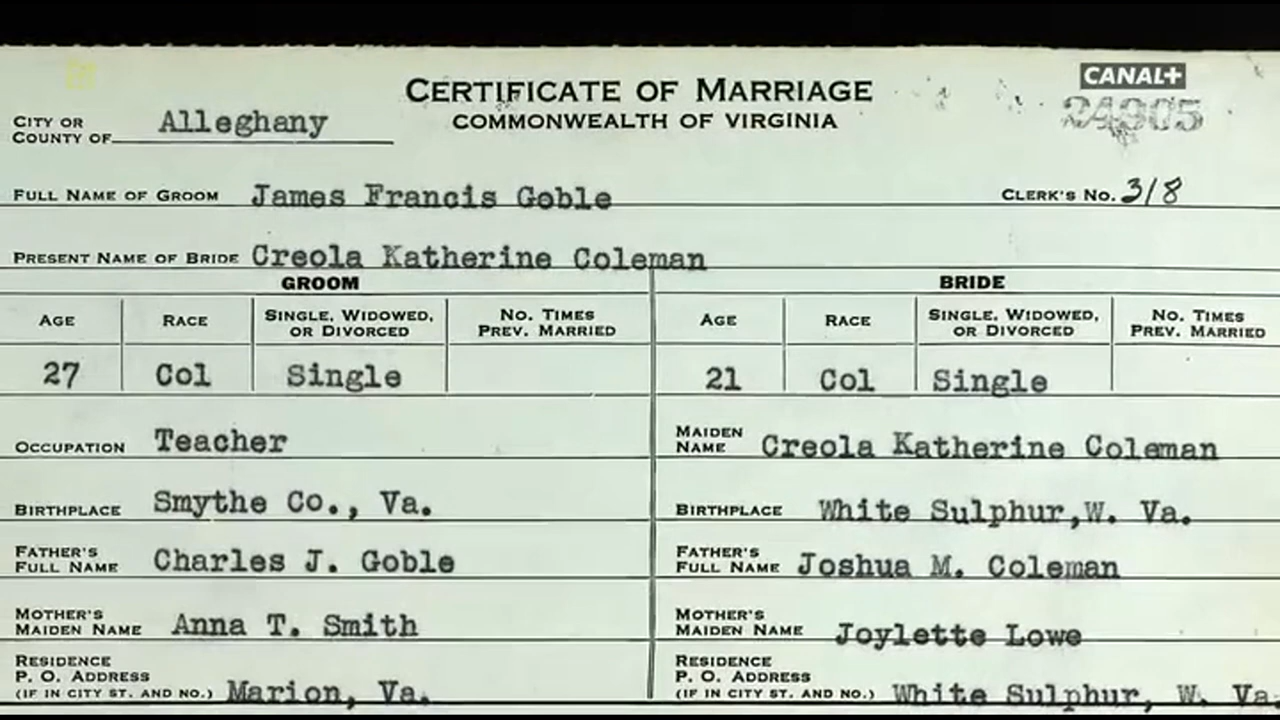 CERTIFICATE OF MARRIAGE
COMMONWEALTH OF VIRGINIA
CANAL+
24905
CITY OR
COUNTY OF Alleghany
FULL NAME OF GROOM James Francis Goble
CLERK'S NO. 318
PRESENT NAME OF BRIDE Creola Katherine Coleman
GROOM BRIDE
AGE RACE SINGLE, WIDOWED, OR DIVORCED NO. TIMES PREV. MARRIED AGE RACE SINGLE, WIDOWED, OR DIVORCED NO. TIMES PREV. MARRIED
27 Col Single 21 Col Single
OCCUPATION Teacher
MAIDEN NAME Creola Katherine Coleman
BIRTHPLACE Smythe Co., Va.
BIRTHPLACE White Sulphur,W. Va.
FATHER'S FULL NAME Charles J. Goble
FATHER'S FULL NAME Joshua M. Coleman
MOTHER'S MAIDEN NAME Anna T. Smith
MOTHER'S MAIDEN NAME Joylette Lowe
RESIDENCE
P. O. ADDRESS
(IF IN CITY ST. AND NO.) Marion, Va.
RESIDENCE
P. O. ADDRESS
(IF IN CITY ST. AND NO.) White Sulphur, W. Va.